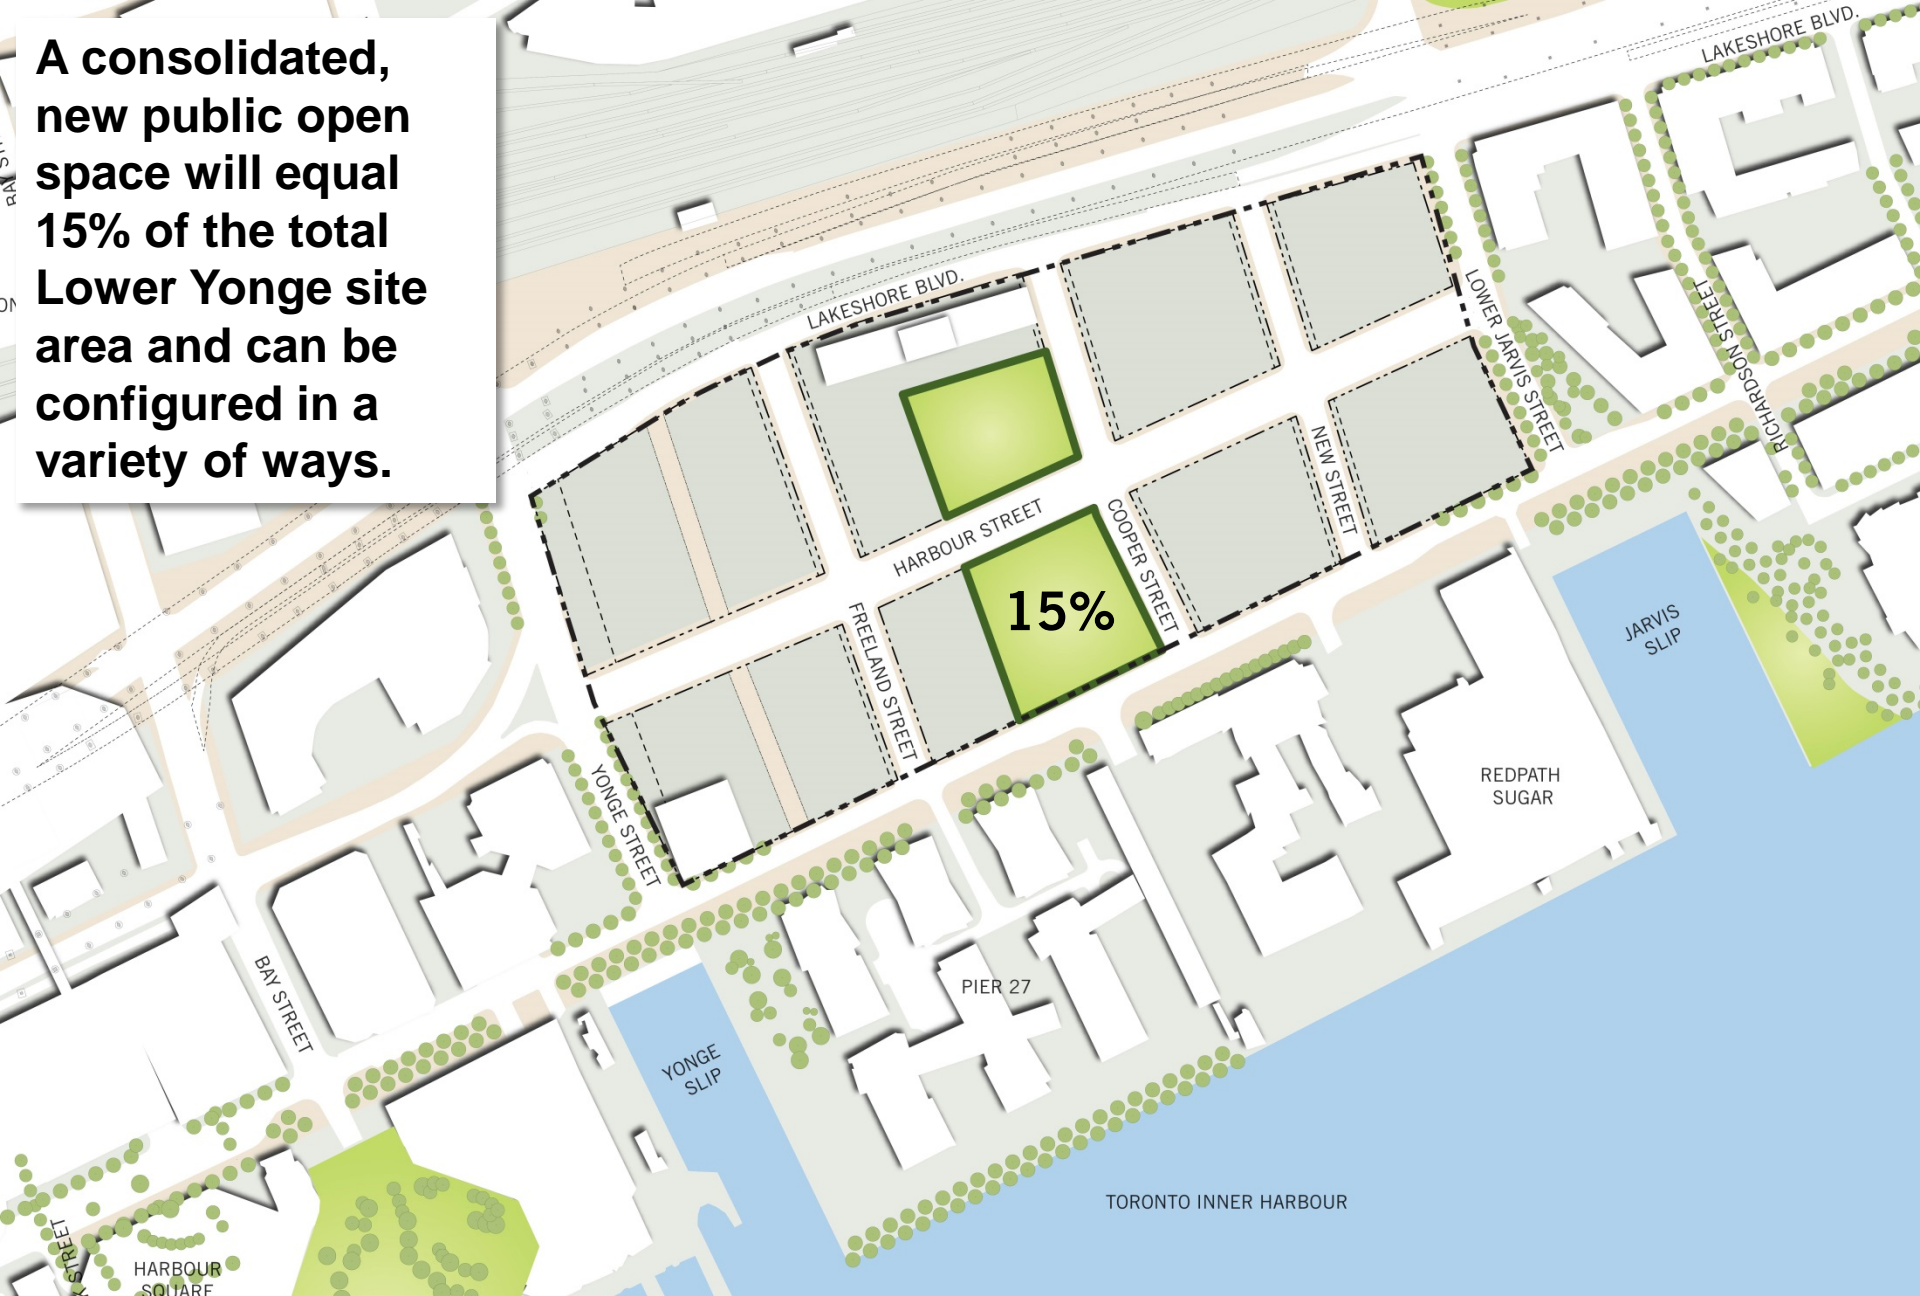 A consolidated,
new public open
space will equal
15% of the total
Lower Yonge site
area and can be
configured in a
variety of ways.
LAKESHORE BLVD.
LAKESHORE BLVD.
LOWER JARVIS STREET
RICHARDSON STREET
NEW STREET
HARBOUR STREET
COOPER STREET
15%
FREELAND STREET
YONGE STREET
JARVIS
SLIP
REDPATH
SUGAR
BAY STREET
PIER 27
YONGE
SLIP
TORONTO INNER HARBOUR
STREET
HARBOUR
SQUARE